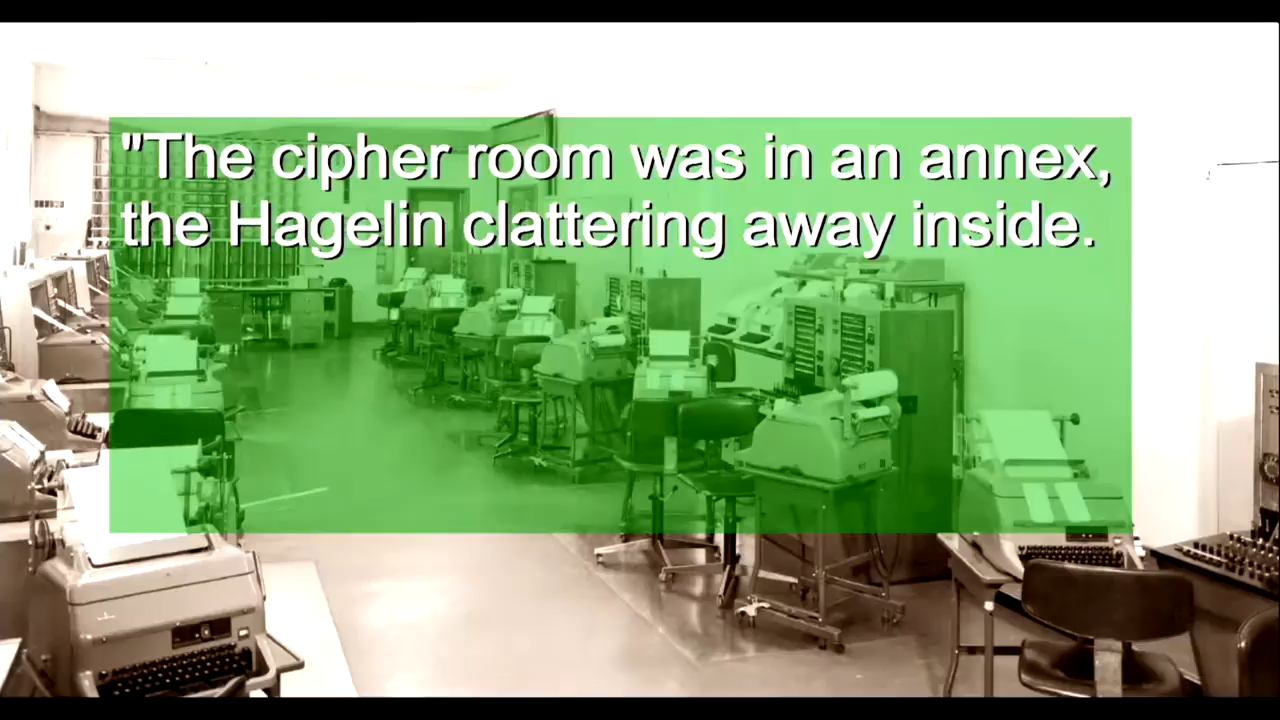 "The cipher room was in an annex,
the Hagelin clattering away inside.